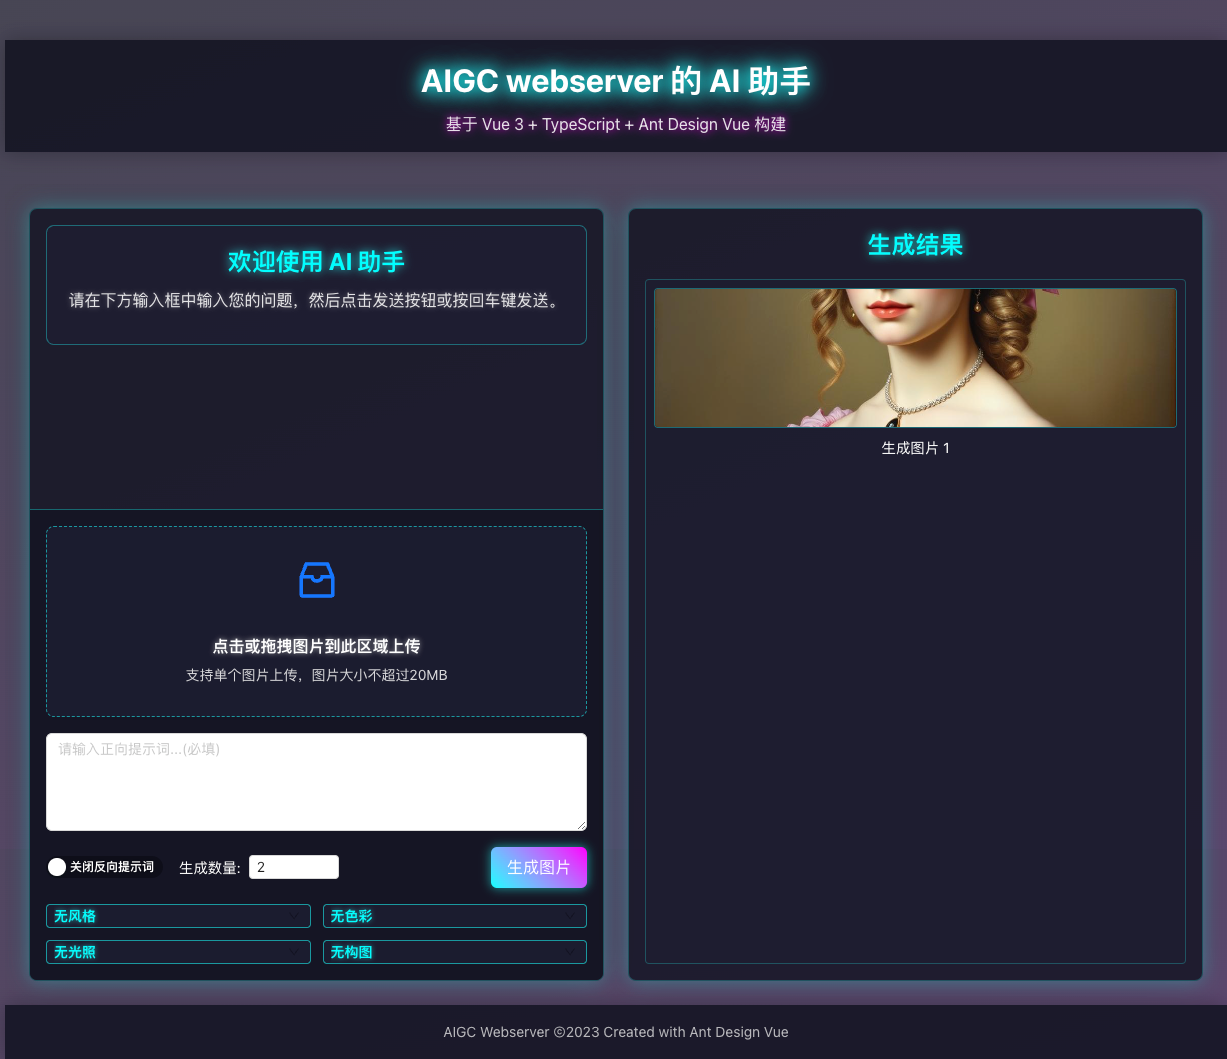 AIGC webserver 的 AI 助手
基于 Vue 3 + TypeScript + Ant Design Vue 构建
欢迎使用 AI 助手
请在下方输入框中输入您的问题，然后点击发送按钮或按回车键发送。
点击或拖拽图片到此区域上传
支持单个图片上传，图片大小不超过20MB
请输入正向提示词...(必填)
关闭反向提示词 生成数量: 2 生成图片
无风格 无色彩
无光照 无构图
生成结果
生成图片 1
AIGC Webserver ©2023 Created with Ant Design Vue